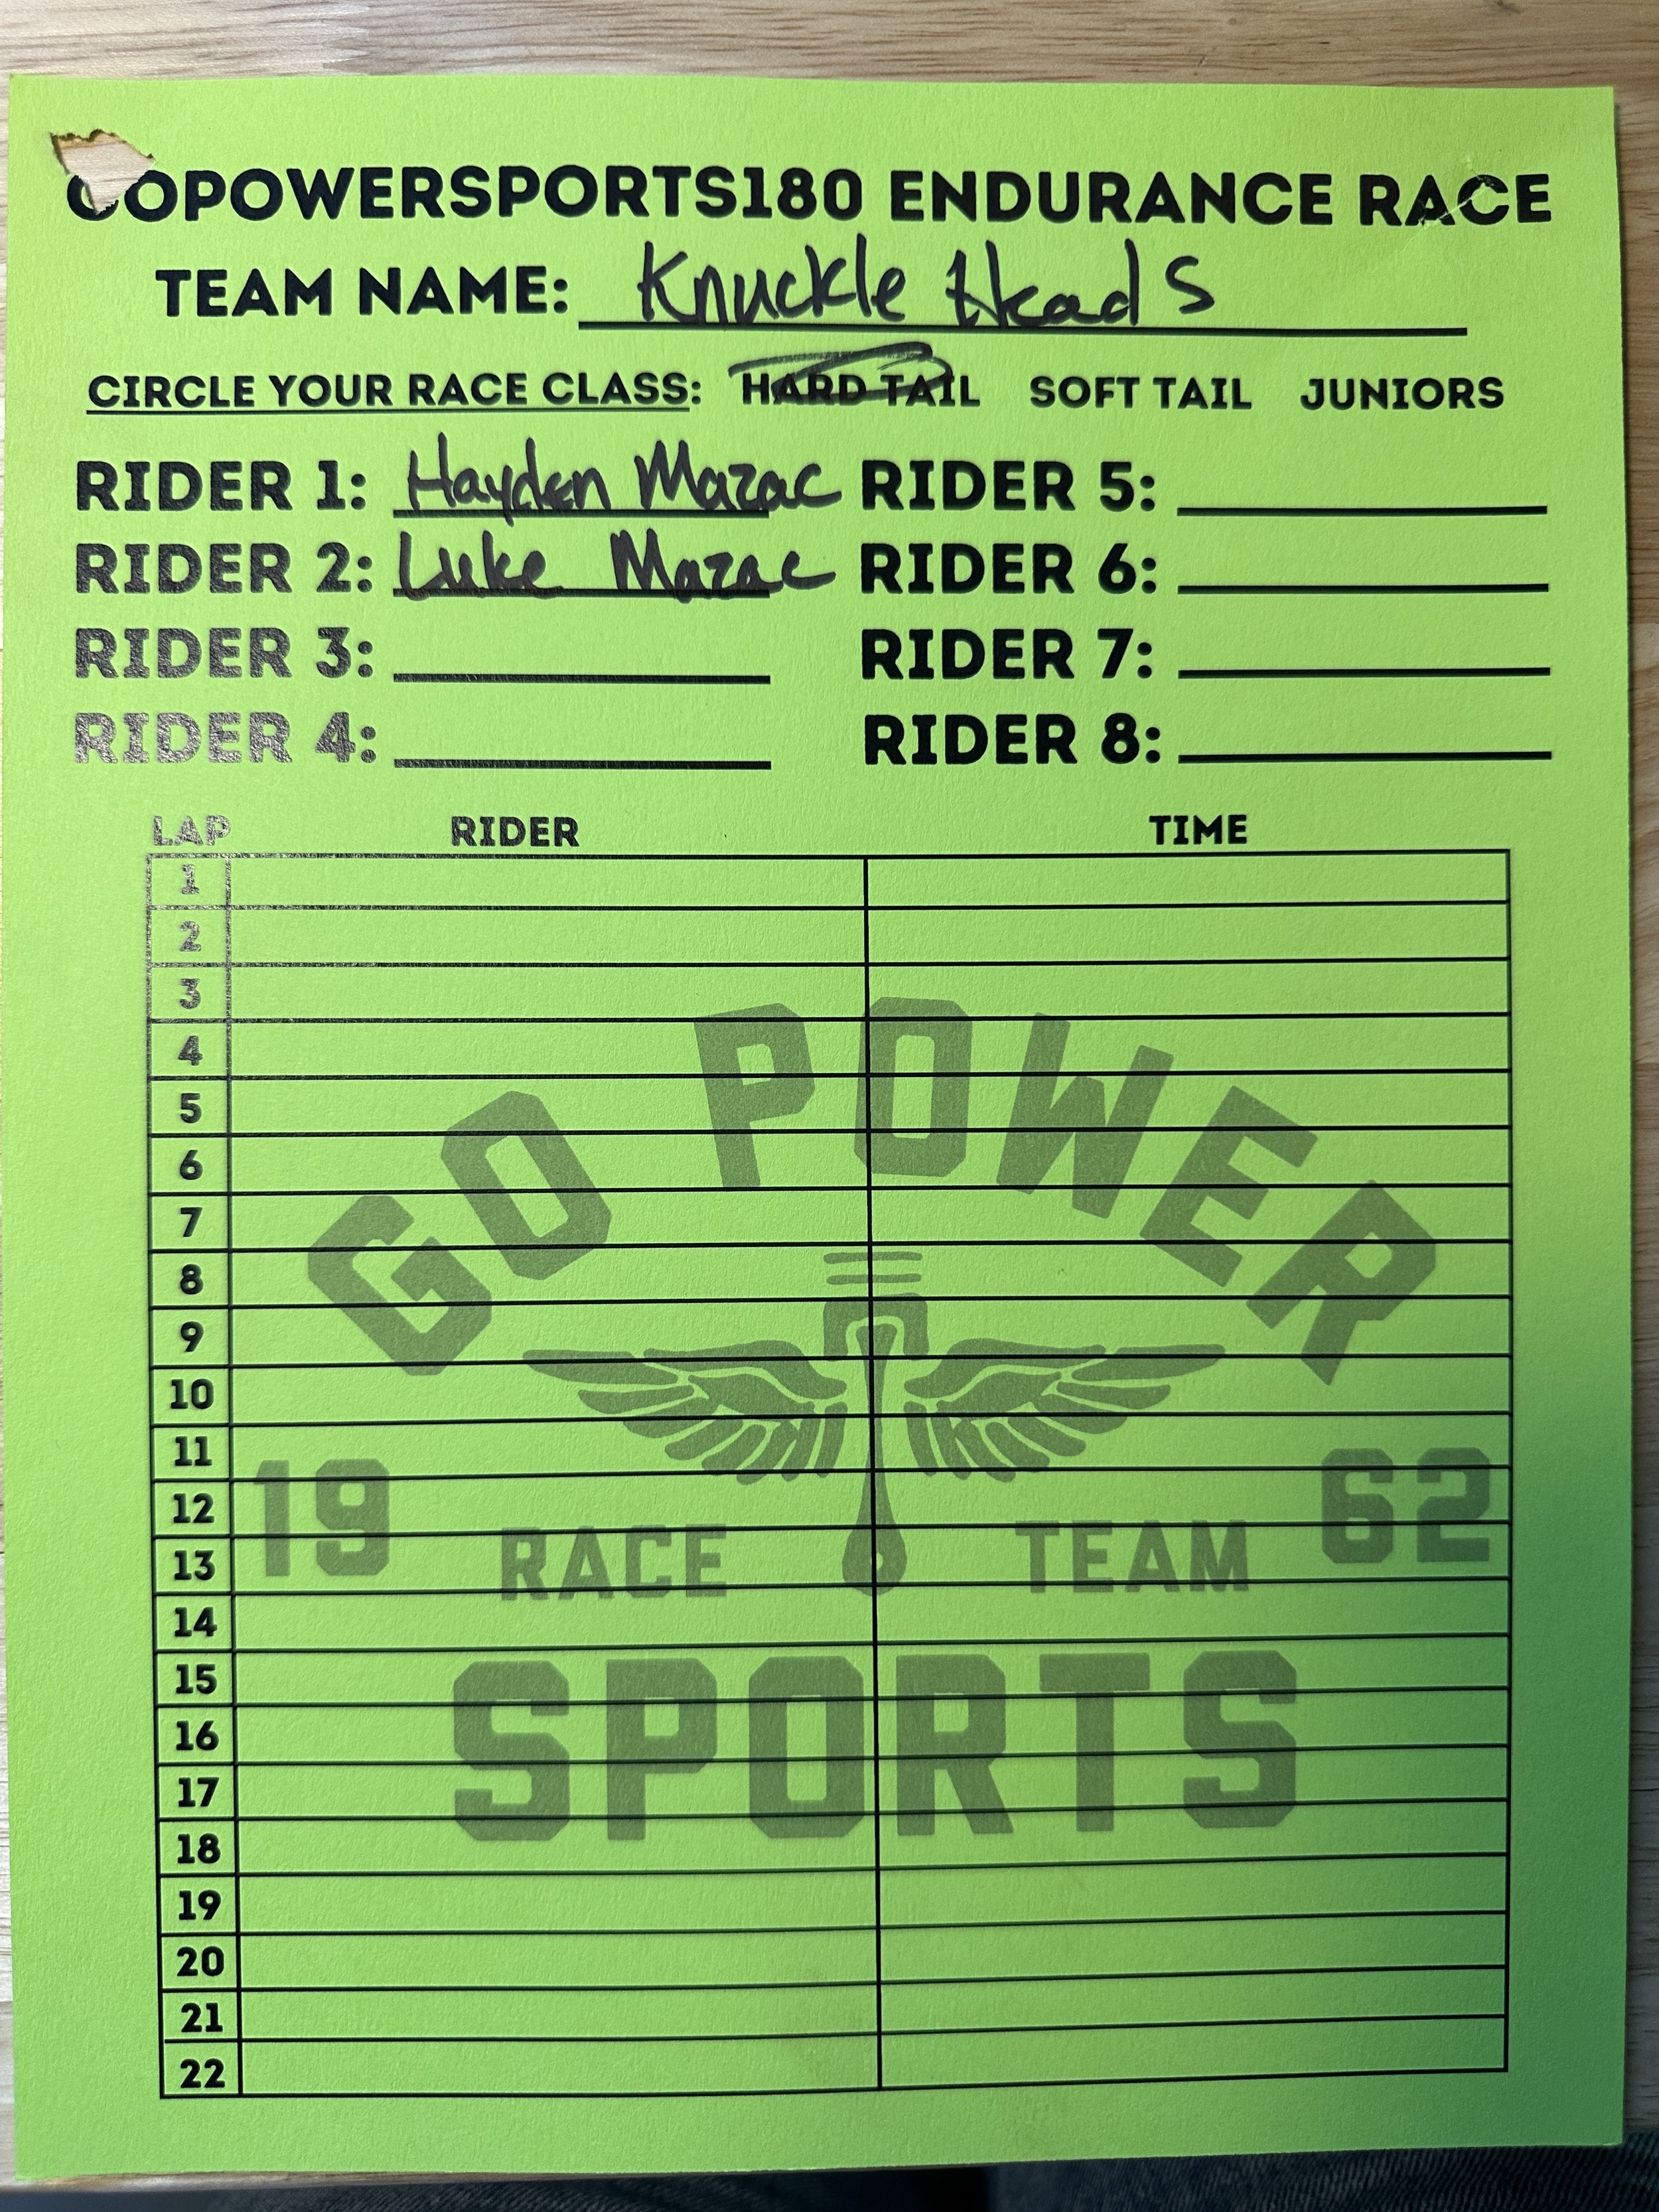 GOPOWERSPORTS180 ENDURANCE RACE
TEAM NAME: Knuckle Heads
CIRCLE YOUR RACE CLASS: HARD TAIL SOFT TAIL JUNIORS
RIDER 1: Hayden Mazac RIDER 5:
RIDER 2: Luke Mazac RIDER 6:
RIDER 3: RIDER 7:
RIDER 4: RIDER 8:
LAP RIDER TIME
1
2
3
4
5
6
7
8
9
10
11
12
13
14
15
16
17
18
19
20
21
22
GO POWER
19 62
RACE TEAM
SPORTS